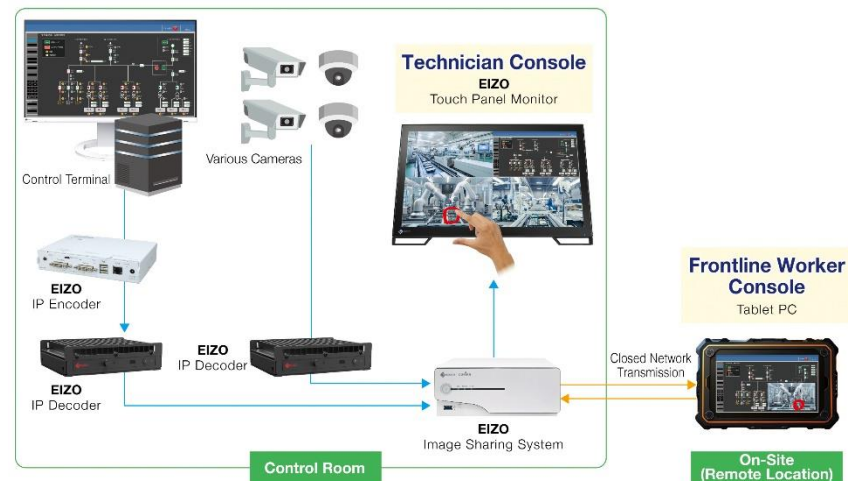 Technician Console
EIZO
Touch Panel Monitor
Various Cameras
Control Terminal
EIZO
IP Encoder
EIZO
IP Decoder
EIZO
IP Decoder
EIZO
Image Sharing System
Closed Network
Transmission
Frontline Worker
Console
Tablet PC
Control Room
On-Site
(Remote Location)